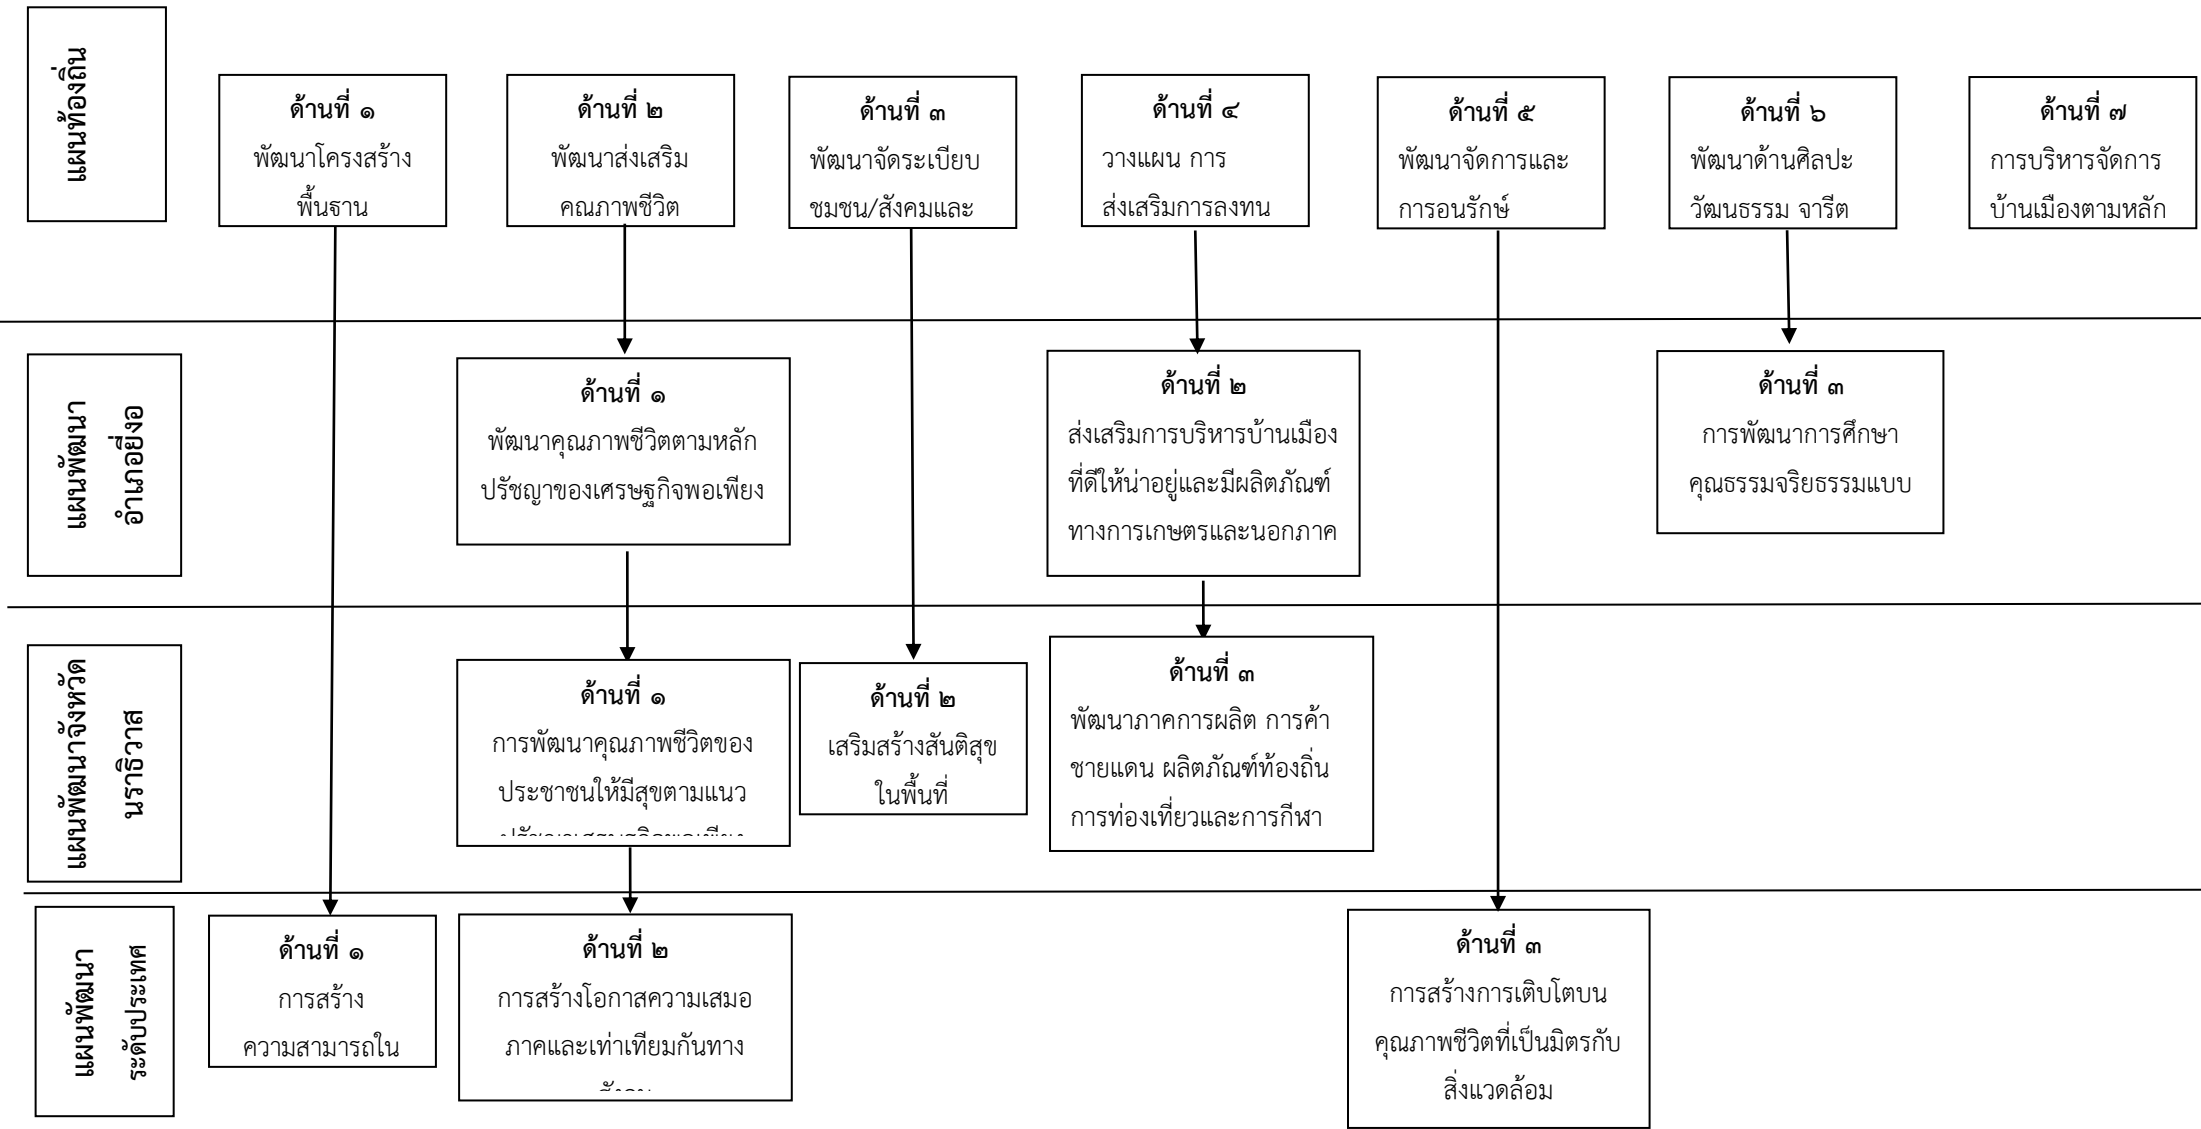 แผนท้องถิ่น
ด้านที่ ๑
พัฒนาโครงสร้าง
พื้นฐาน
ด้านที่ ๒
พัฒนาส่งเสริม
คุณภาพชีวิต
ด้านที่ ๓
พัฒนาจัดระเบียบ
ชุมชน/สังคมและ
ด้านที่ ๔
วางแผน การ
ส่งเสริมการลงทุน
ด้านที่ ๕
พัฒนาจัดการและ
การอนุรักษ์
ด้านที่ ๖
พัฒนาด้านศิลปะ
วัฒนธรรม จารีต
ด้านที่ ๗
การบริหารจัดการ
บ้านเมืองตามหลัก
แผนพัฒนา
อำเภอยี่งอ
ด้านที่ ๑
พัฒนาคุณภาพชีวิตตามหลัก
ปรัชญาของเศรษฐกิจพอเพียง
ด้านที่ ๒
ส่งเสริมการบริหารบ้านเมือง
ที่ดีให้น่าอยู่และมีผลิตภัณฑ์
ทางการเกษตรและนอกภาค
ด้านที่ ๓
การพัฒนาการศึกษา
คุณธรรมจริยธรรมแบบ
แผนพัฒนาจังหวัด
นราธิวาส
ด้านที่ ๑
การพัฒนาคุณภาพชีวิตของ
ประชาชนให้มีสุขตามแนว
ปรัชญาเศรษฐกิจพอเพียง
ด้านที่ ๒
เสริมสร้างสันติสุข
ในพื้นที่
ด้านที่ ๓
พัฒนาภาคการผลิต การค้า
ชายแดน ผลิตภัณฑ์ท้องถิ่น
การท่องเที่ยวและการกีฬา
แผนพัฒนา
ระดับประเทศ
ด้านที่ ๑
การสร้าง
ความสามารถใน
ด้านที่ ๒
การสร้างโอกาสความเสมอ
ภาคและเท่าเทียมกันทาง
สังคม
ด้านที่ ๓
การสร้างการเติบโตบน
คุณภาพชีวิตที่เป็นมิตรกับ
สิ่งแวดล้อม